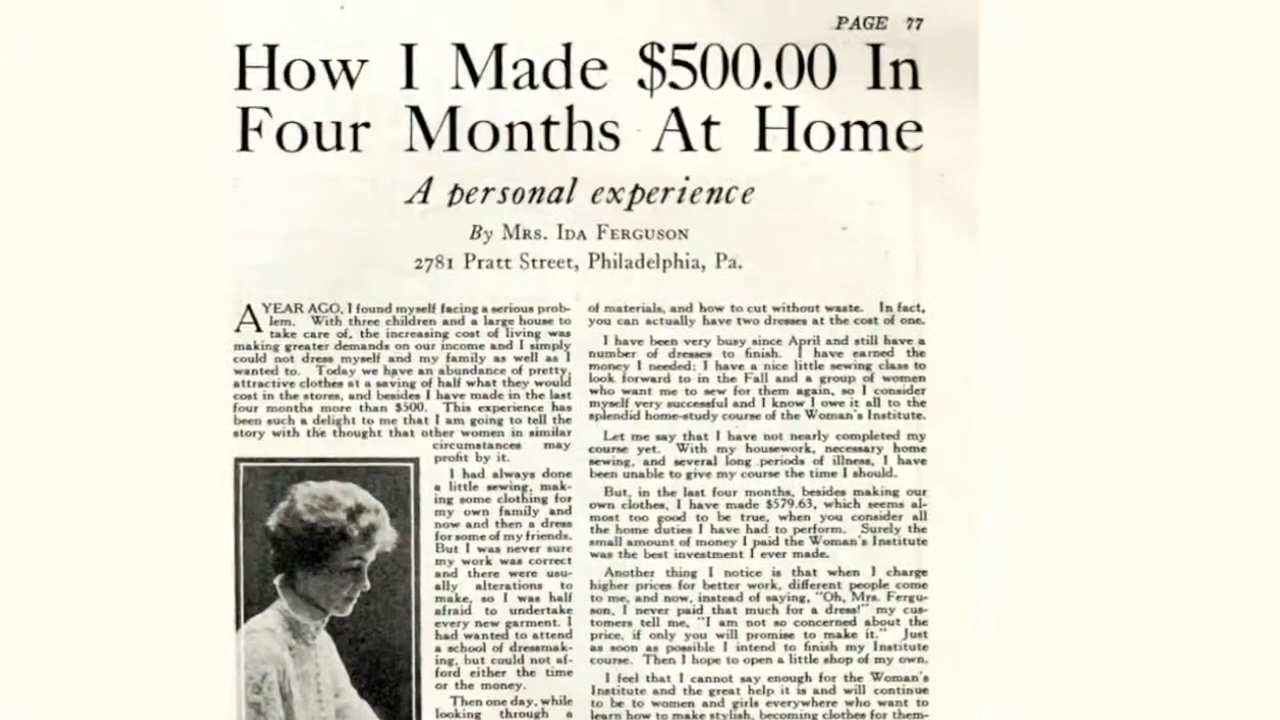 PAGE 77
How I Made $500.00 In
Four Months At Home
A personal experience
By MRS. IDA FERGUSON
2781 Pratt Street, Philadelphia, Pa.
A YEAR AGO, I found myself facing a serious prob-
lem. With three children and a large house to
take care of, the increasing cost of living was
making greater demands on our income and I simply
could not dress myself and my family as well as I
wanted to. Today we have an abundance of pretty,
attractive clothes at a saving of half what they would
cost in the stores, and besides I have made in the last
four months more than $500. This experience has
been such a delight to me that I am going to tell the
story with the thought that other women in similar
circumstances may
profit by it.
I had always done
a little sewing, mak-
ing some clothing for
my own family and
now and then a dress
for some of my friends.
But I was never sure
my work was correct
and there were usu-
ally alterations to
make, so I was half
afraid to undertake
every new garment. I
had wanted to attend
a school of dressmak-
ing, but could not af-
ford either the time
or the money.
Then one day, while
looking through a
of materials, and how to cut without waste. In fact,
you can actually have two dresses at the cost of one.
I have been very busy since April and still have a
number of dresses to finish. I have earned the
money I needed; I have a nice little sewing class to
look forward to in the Fall and a group of women
who want me to sew for them again, so I consider
myself very successful and I know I owe it all to the
splendid home-study course of the Woman's Institute.
Let me say that I have not nearly completed my
course yet. With my housework, necessary home
sewing, and several long periods of illness, I have
been unable to give my course the time I should.
But, in the last four months, besides making our
own clothes, I have made $579.63, which seems al-
most too good to be true, when you consider all
the home duties I have had to perform. Surely the
small amount of money I paid the Woman's Institute
was the best investment I ever made.
Another thing I notice is that when I charge
higher prices for better work, different people come
to me, and now, instead of saying, "Oh, Mrs. Fergu-
son, I never paid that much for a dress!" my cus-
tomers tell me, "I am not so concerned about the
price, if only you will promise to make it." Just
as soon as possible I intend to finish my Institute
course. Then I hope to open a little shop of my own.
I feel that I cannot say enough for the Woman's
Institute and the great help it is and will continue
to be to women and girls everywhere who want to
learn how to make stylish, becoming clothes for them-